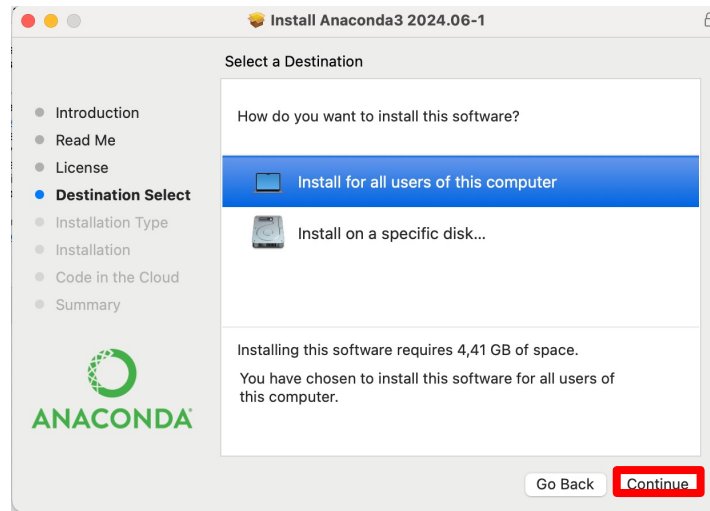 Install Anaconda3 2024.06-1
Select a Destination
Introduction
Read Me
License
Destination Select
Installation Type
Installation
Code in the Cloud
Summary
ANACONDA
How do you want to install this software?
Install for all users of this computer
Install on a specific disk...
Installing this software requires 4,41 GB of space.
You have chosen to install this software for all users of
this computer.
Go Back
Continue